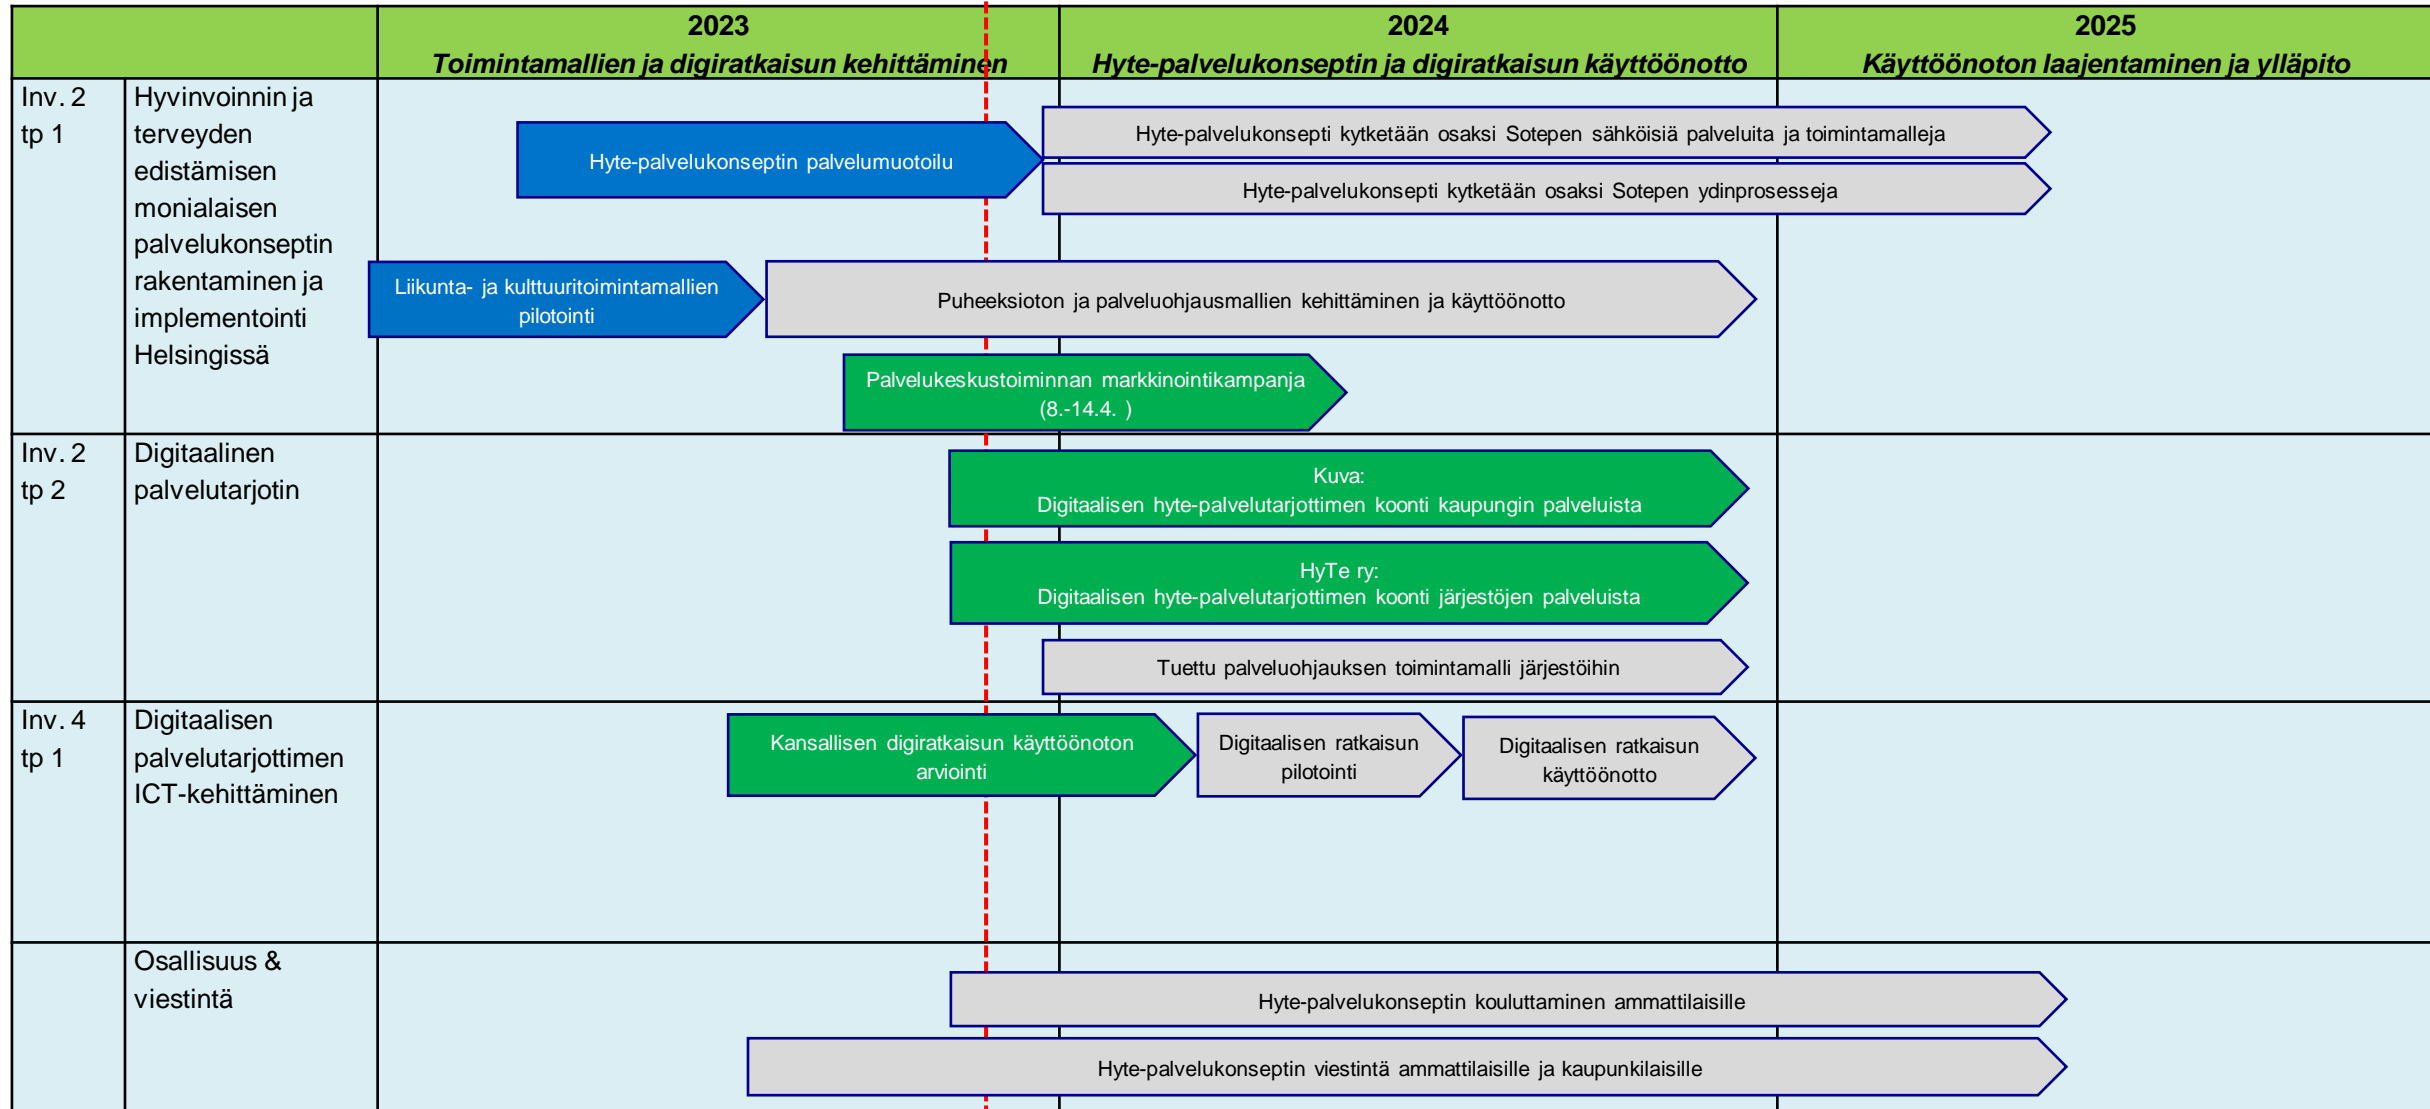 2023
Toimintamallien ja digiratkaisun kehittäminen
2024
Hyte-palvelukonseptin ja digiratkaisun käyttöönotto
2025
Käyttöönoton laajentaminen ja ylläpito
Inv. 2
tp 1
Hyvinvoinnin ja
terveyden
edistämisen
monialaisen
palvelukonseptin
rakentaminen ja
implementointi
Helsingissä
Hyte-palvelukonseptin palvelumuotoilu
Hyte-palvelukonsepti kytketään osaksi Sotepen sähköisiä palveluita ja toimintamalleja
Hyte-palvelukonsepti kytketään osaksi Sotepen ydinprosesseja
Liikunta- ja kulttuuritoimintamallien
pilotointi
Puheeksioton ja palveluohjausmallien kehittäminen ja käyttöönotto
Palvelukeskustoiminnan markkinointikampanja
(8.-14.4. )
Inv. 2
tp 2
Digitaalinen
palvelutarjotin
Kuva:
Digitaalisen hyte-palvelutarjottimen koonti kaupungin palveluista
HyTe ry:
Digitaalisen hyte-palvelutarjottimen koonti järjestöjen palveluista
Tuettu palveluohjauksen toimintamalli järjestöihin
Inv. 4
tp 1
Digitaalisen
palvelutarjottimen
ICT-kehittäminen
Kansallisen digiratkaisun käyttöönoton
arviointi
Digitaalisen ratkaisun
pilotointi
Digitaalisen ratkaisun
käyttöönotto
Osallisuus &
viestintä
Hyte-palvelukonseptin kouluttaminen ammattilaisille
Hyte-palvelukonseptin viestintä ammattilaisille ja kaupunkilaisille